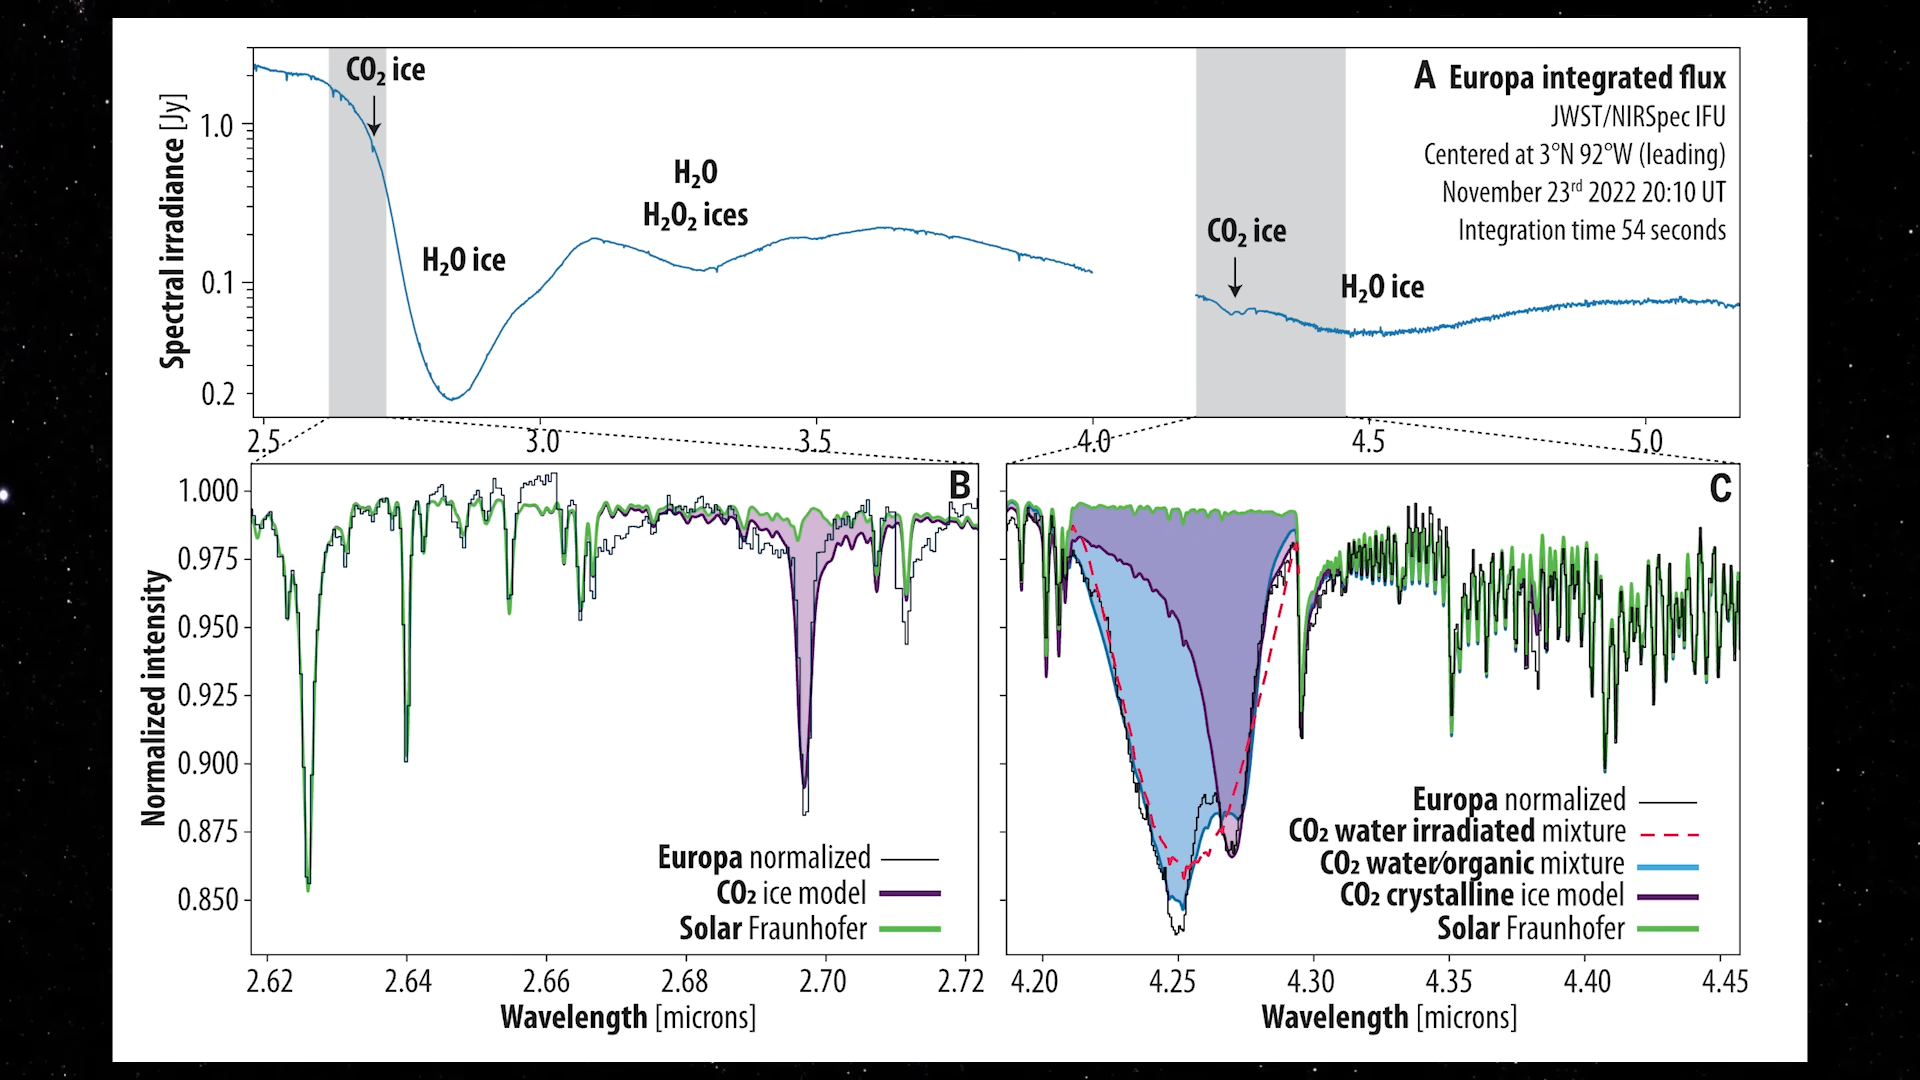 A Europa integrated flux
JWST/NIRSpec IFU
Centered at 3°N 92°W (leading)
November 23rd 2022 20:10 UT
Integration time 54 seconds
CO₂ ice
H₂O ice
H₂O
H₂O₂ ices
CO₂ ice
H₂O ice
Spectral irradiance [Jy]
1.0
0.1
0.2
2.5 3.0 3.5 4.0 4.5 5.0
B
Normalized intensity
1.000
0.975
0.950
0.925
0.900
0.875
0.850
Europa normalized
CO₂ ice model
Solar Fraunhofer
2.62 2.64 2.66 2.68 2.70 2.72
Wavelength [microns]
C
Europa normalized
CO₂ water irradiated mixture
CO₂ water/organic mixture
CO₂ crystalline ice model
Solar Fraunhofer
4.20 4.25 4.30 4.35 4.40 4.45
Wavelength [microns]